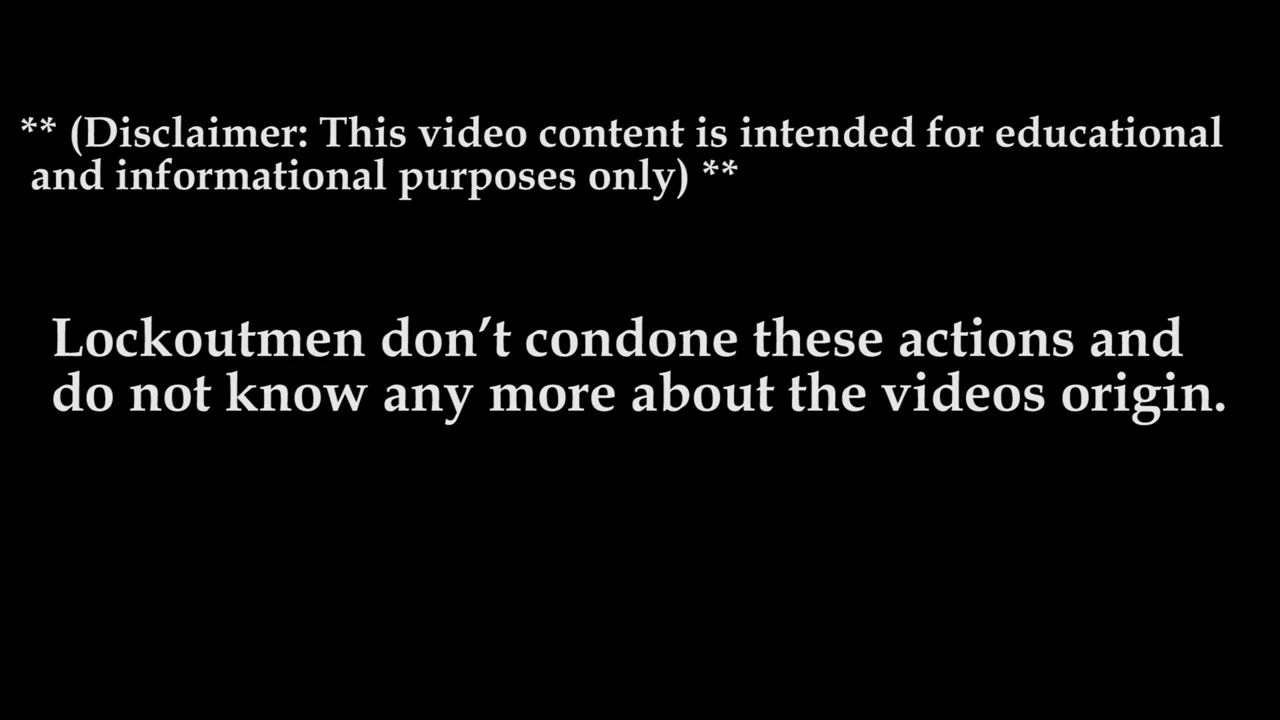 ** (Disclaimer: This video content is intended for educational
and informational purposes only) **
Lockoutmen don’t condone these actions and
do not know any more about the videos origin.